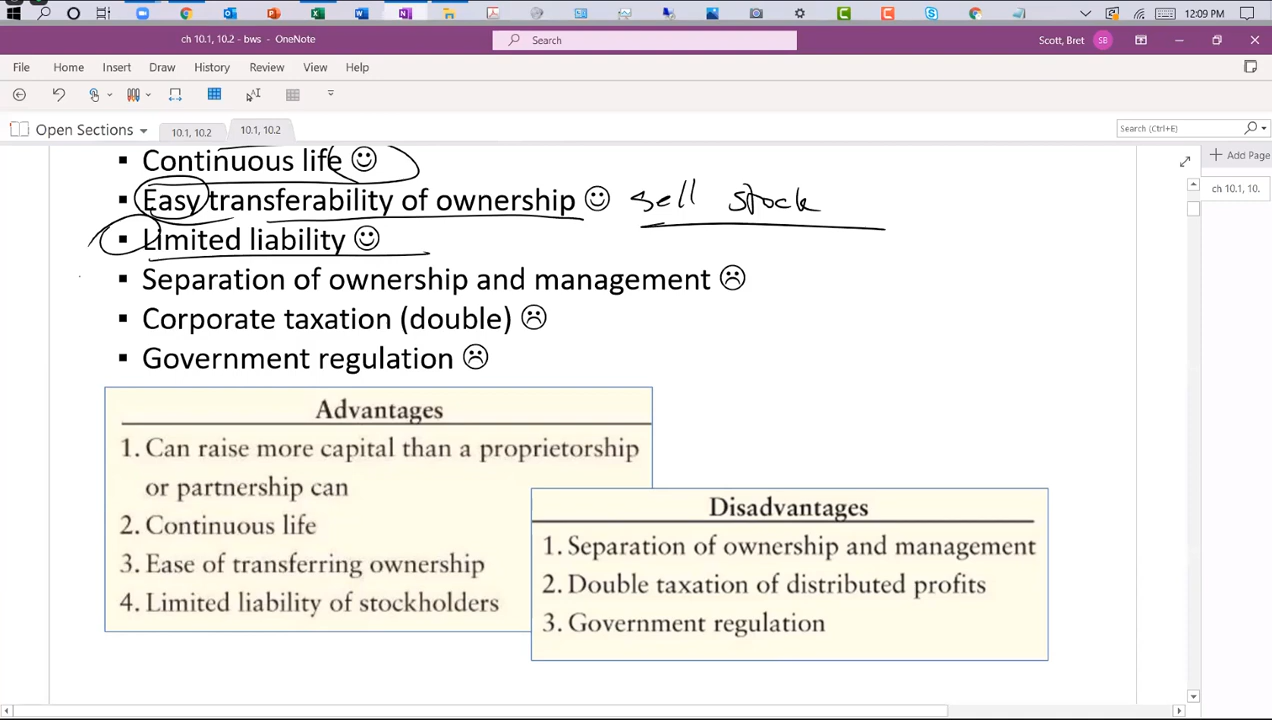 12:09 PM
ch 10.1, 10.2 - bws - OneNote
Search
Scott, Bret
SB
File Home Insert Draw History Review View Help
Open Sections
10.1, 10.2
10.1, 10.2
Search (Ctrl+E)
Add Page
ch 10.1, 10.
▪ Continuous life ☺
▪ Easy transferability of ownership ☺ sell stock
▪ Limited liability ☺
▪ Separation of ownership and management ☹
▪ Corporate taxation (double) ☹
▪ Government regulation ☹
Advantages
1. Can raise more capital than a proprietorship
or partnership can
2. Continuous life
3. Ease of transferring ownership
4. Limited liability of stockholders
Disadvantages
1. Separation of ownership and management
2. Double taxation of distributed profits
3. Government regulation